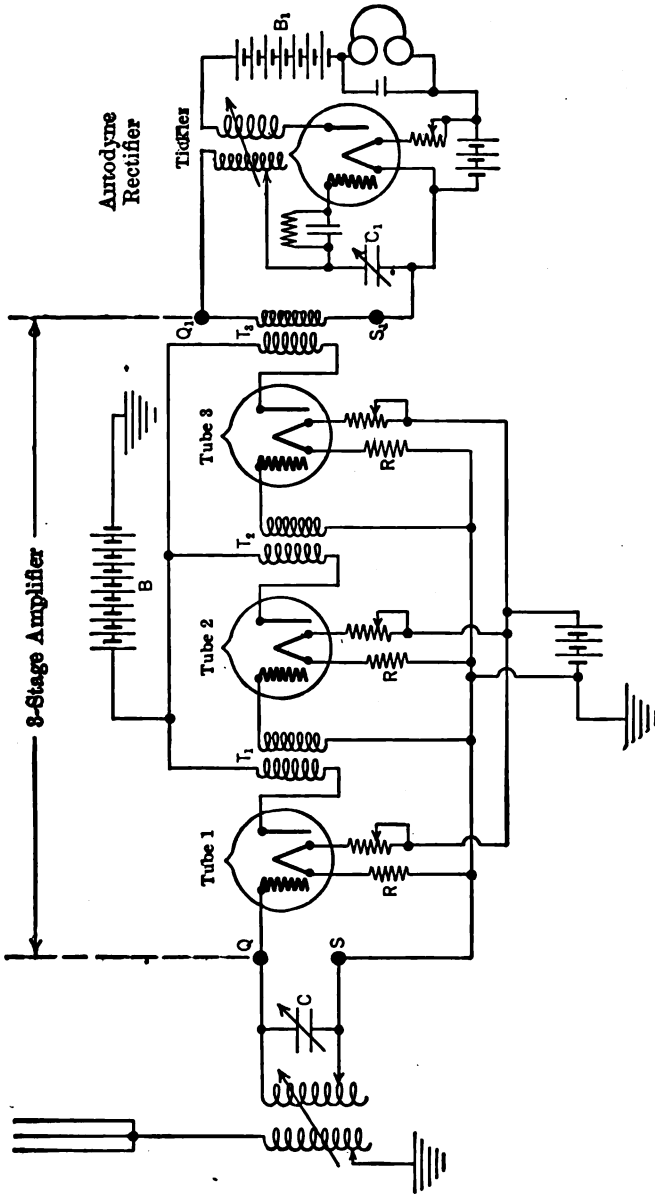 3-Stage Amplifier
Autodyne
Rectifier
B
Tickler
B₁
Q₁
Tube 1
T₁
Tube 2
T₂
Tube 3
T₃
Q
C
S
C₁
S₁
R
R
R